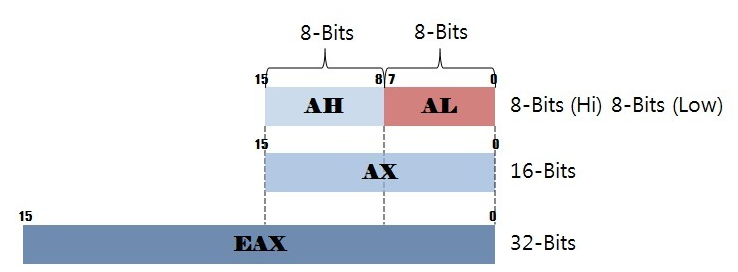 8-Bits 8-Bits
15 8 7 0
AH AL 8-Bits (Hi) 8-Bits (Low)
15 0
AX 16-Bits
15 0
EAX 32-Bits